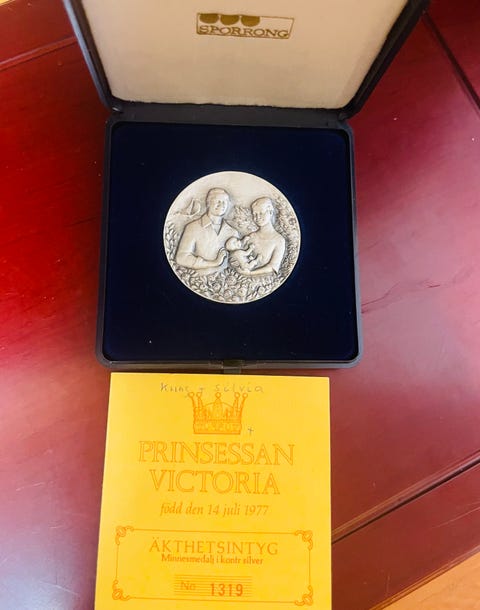 SPORRONG
Kung + Silvia
PRINSESSAN
VICTORIA
född den 14 juli 1977
ÄKTHETSINTYG
Minnesmedalj i kontr silver
No 1319